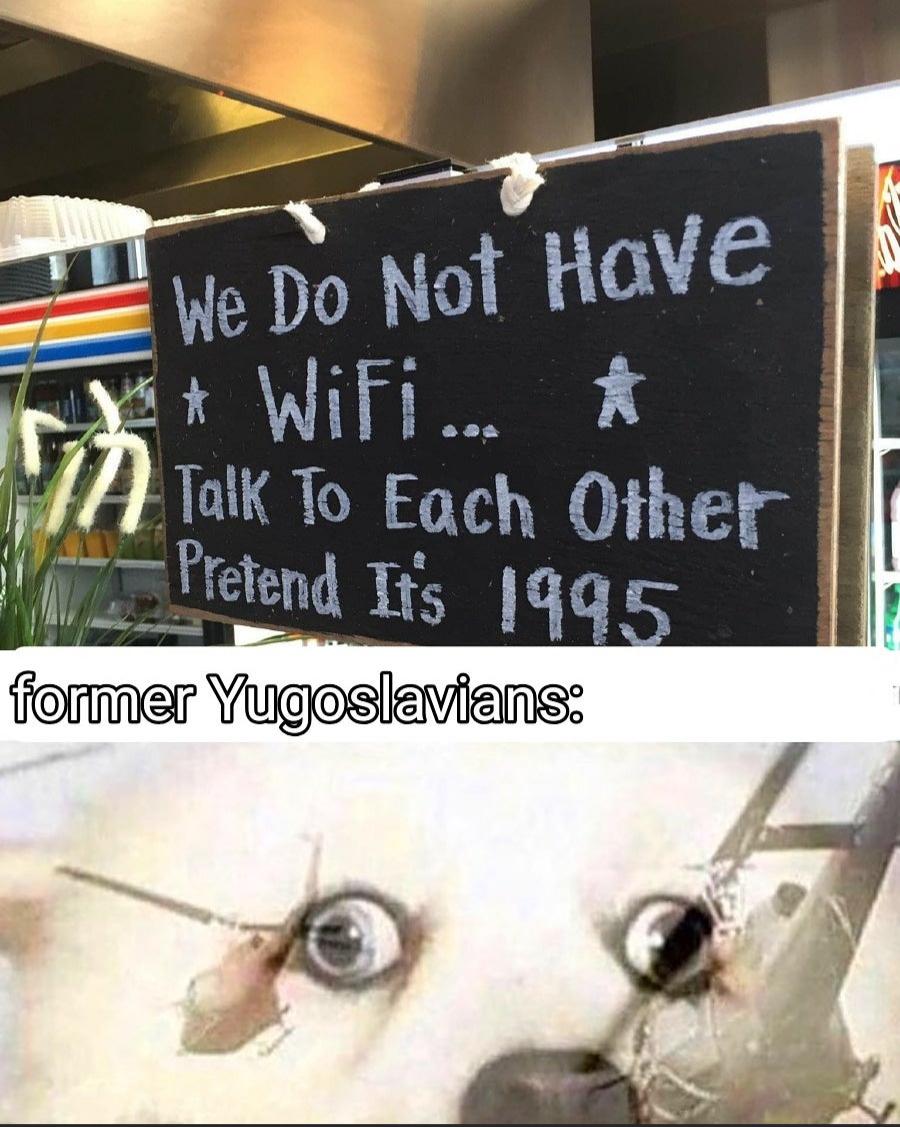 We Do Not Have
* WiFi... *
Talk To Each Other
Pretend It's 1995
former Yugoslavians: